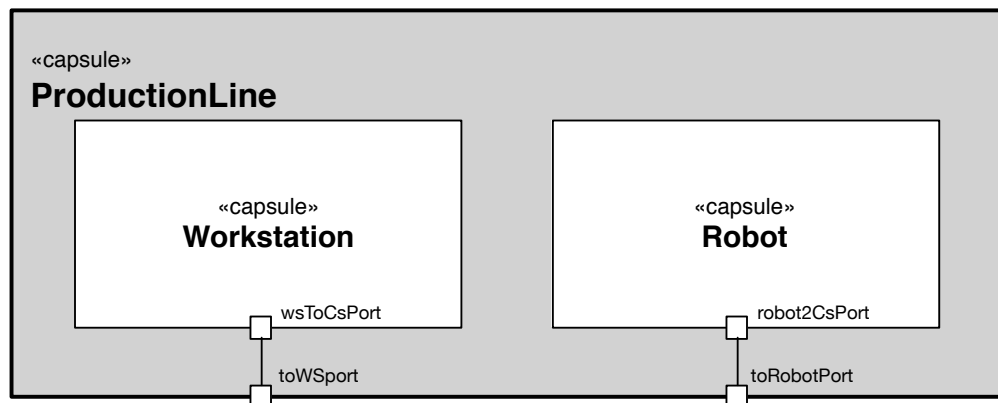 «capsule»
ProductionLine
«capsule»
Workstation
wsToCsPort
toWSport
«capsule»
Robot
robot2CsPort
toRobotPort